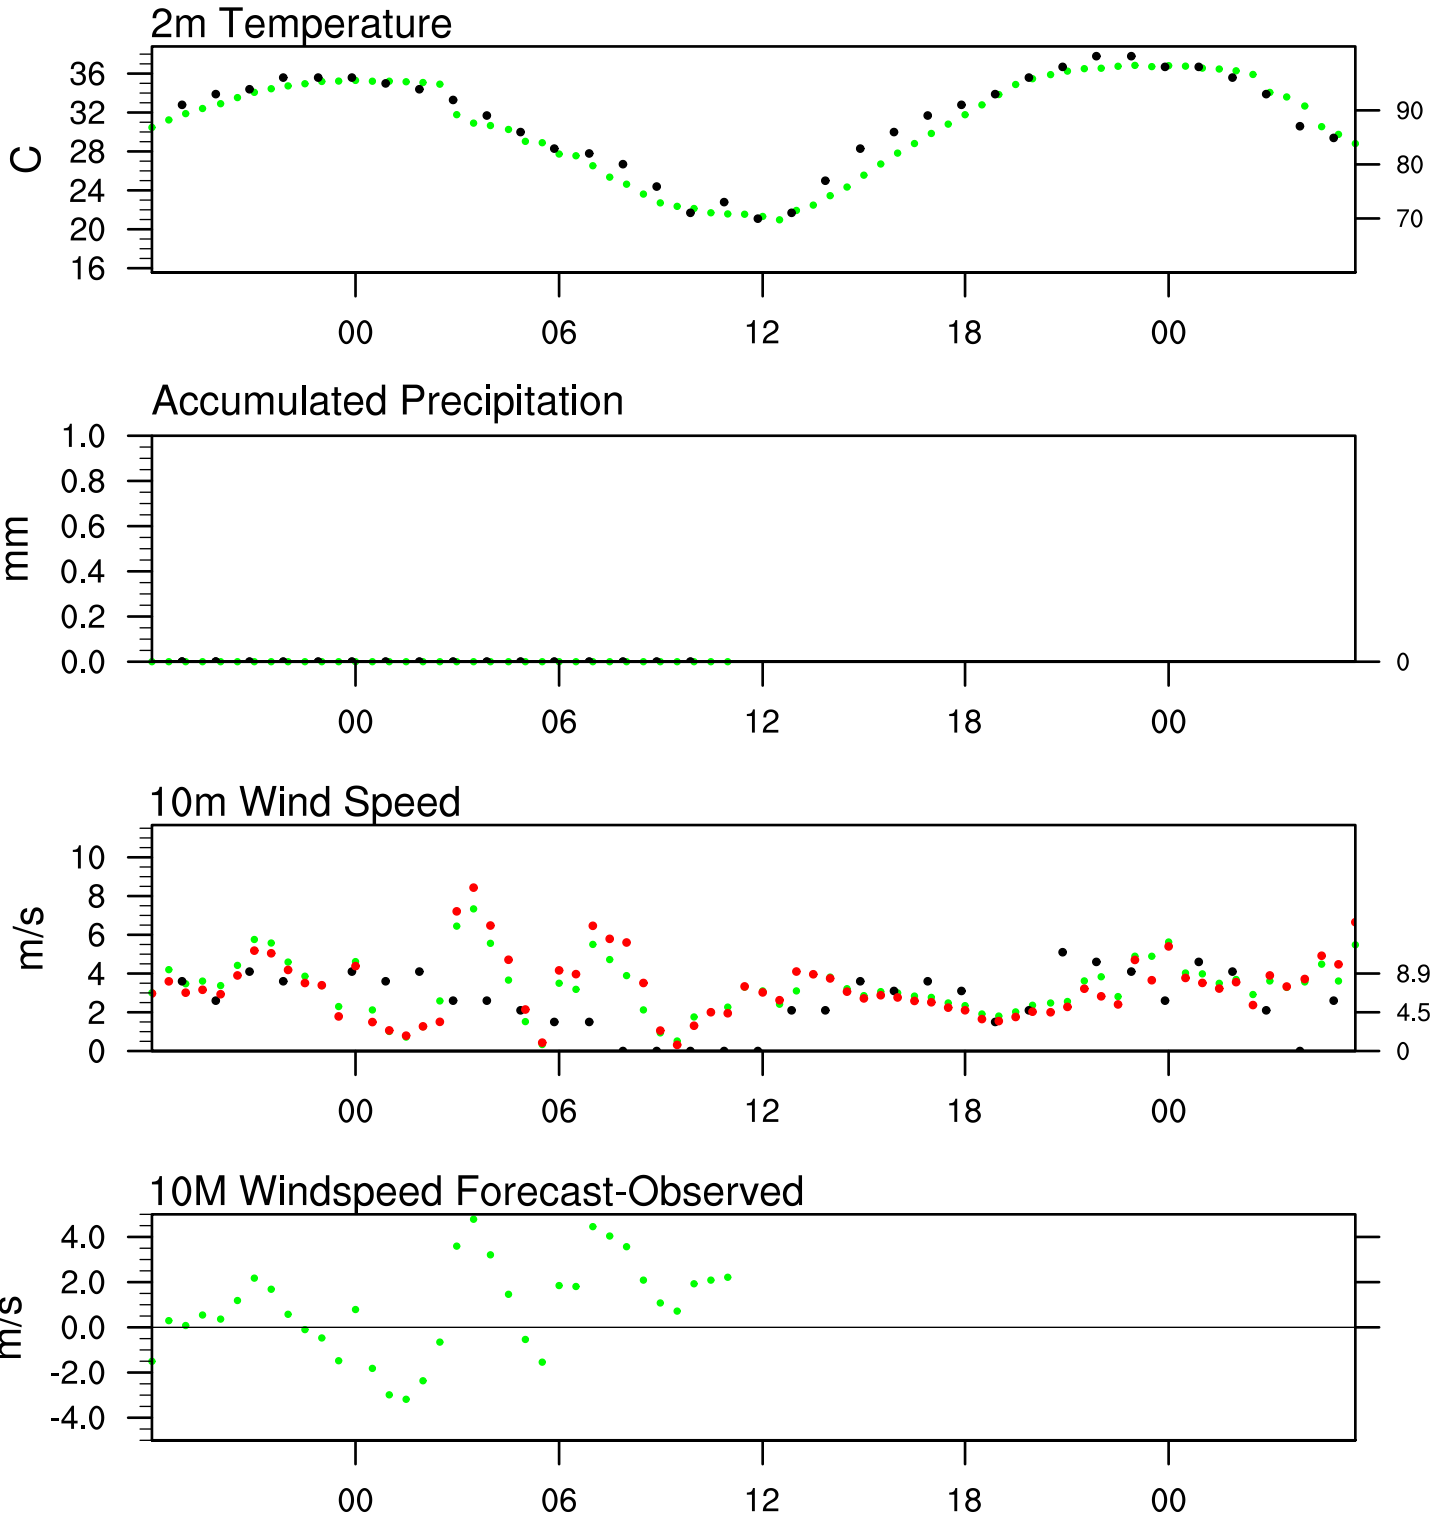 2m Temperature
C
36
32
28
24
20
16
90
80
70
00 06 12 18 00
Accumulated Precipitation
mm
1.0
0.8
0.6
0.4
0.2
0.0
0
00 06 12 18 00
10m Wind Speed
m/s
10
8
6
4
2
0
8.9
4.5
0
00 06 12 18 00
10M Windspeed Forecast-Observed
m/s
4.0
2.0
0.0
-2.0
-4.0
00 06 12 18 00